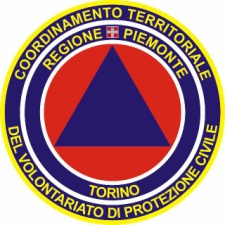 COORDINAMENTO TERRITORIALE
DEL VOLONTARIATO DI PROTEZIONE CIVILE
REGIONE PIEMONTE
TORINO